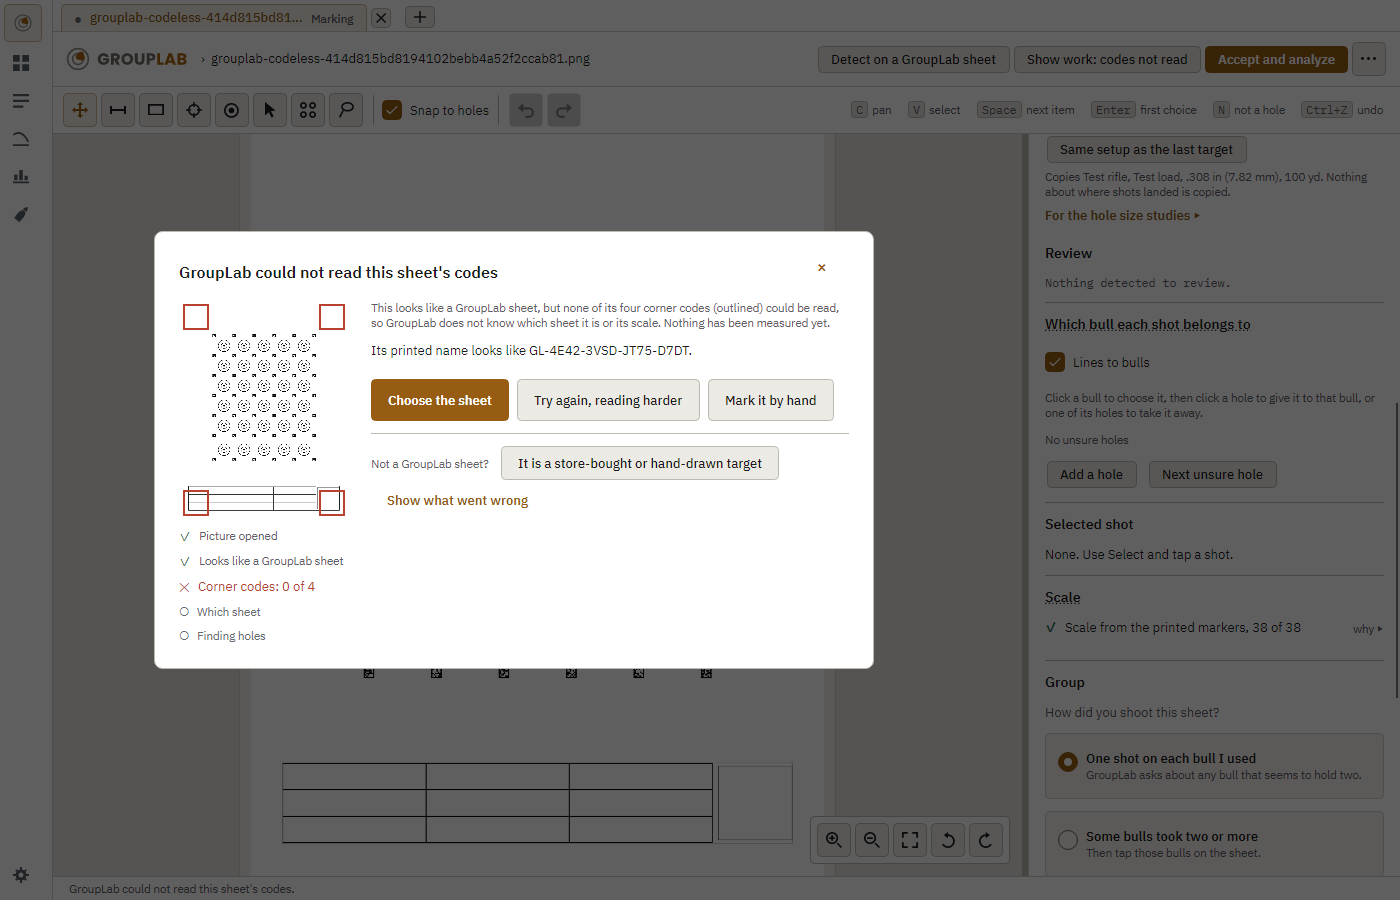 grouplab-codeless-414d815bd81... Marking
GROUPLAB › grouplab-codeless-414d815bd8194102bebb4a52f2ccab81.png
Detect on a GroupLab sheet
Show work: codes not read
Accept and analyze
Snap to holes
C pan
V select
Space next item
Enter first choice
N not a hole
Ctrl+Z undo
GroupLab could not read this sheet's codes
This looks like a GroupLab sheet, but none of its four corner codes (outlined) could be read,
so GroupLab does not know which sheet it is or its scale. Nothing has been measured yet.
Its printed name looks like GL-4E42-3VSD-JT75-D7DT.
Choose the sheet
Try again, reading harder
Mark it by hand
Not a GroupLab sheet?
It is a store-bought or hand-drawn target
Show what went wrong
Picture opened
Looks like a GroupLab sheet
Corner codes: 0 of 4
Which sheet
Finding holes
Same setup as the last target
Copies Test rifle, Test load, .308 in (7.82 mm), 100 yd. Nothing
about where shots landed is copied.
For the hole size studies
Review
Nothing detected to review.
Which bull each shot belongs to
Lines to bulls
Click a bull to choose it, then click a hole to give it to that bull, or
one of its holes to take it away.
No unsure holes
Add a hole
Next unsure hole
Selected shot
None. Use Select and tap a shot.
Scale
Scale from the printed markers, 38 of 38
why
Group
How did you shoot this sheet?
One shot on each bull I used
GroupLab asks about any bull that seems to hold two.
Some bulls took two or more
Then tap those bulls on the sheet.
GroupLab could not read this sheet's codes.